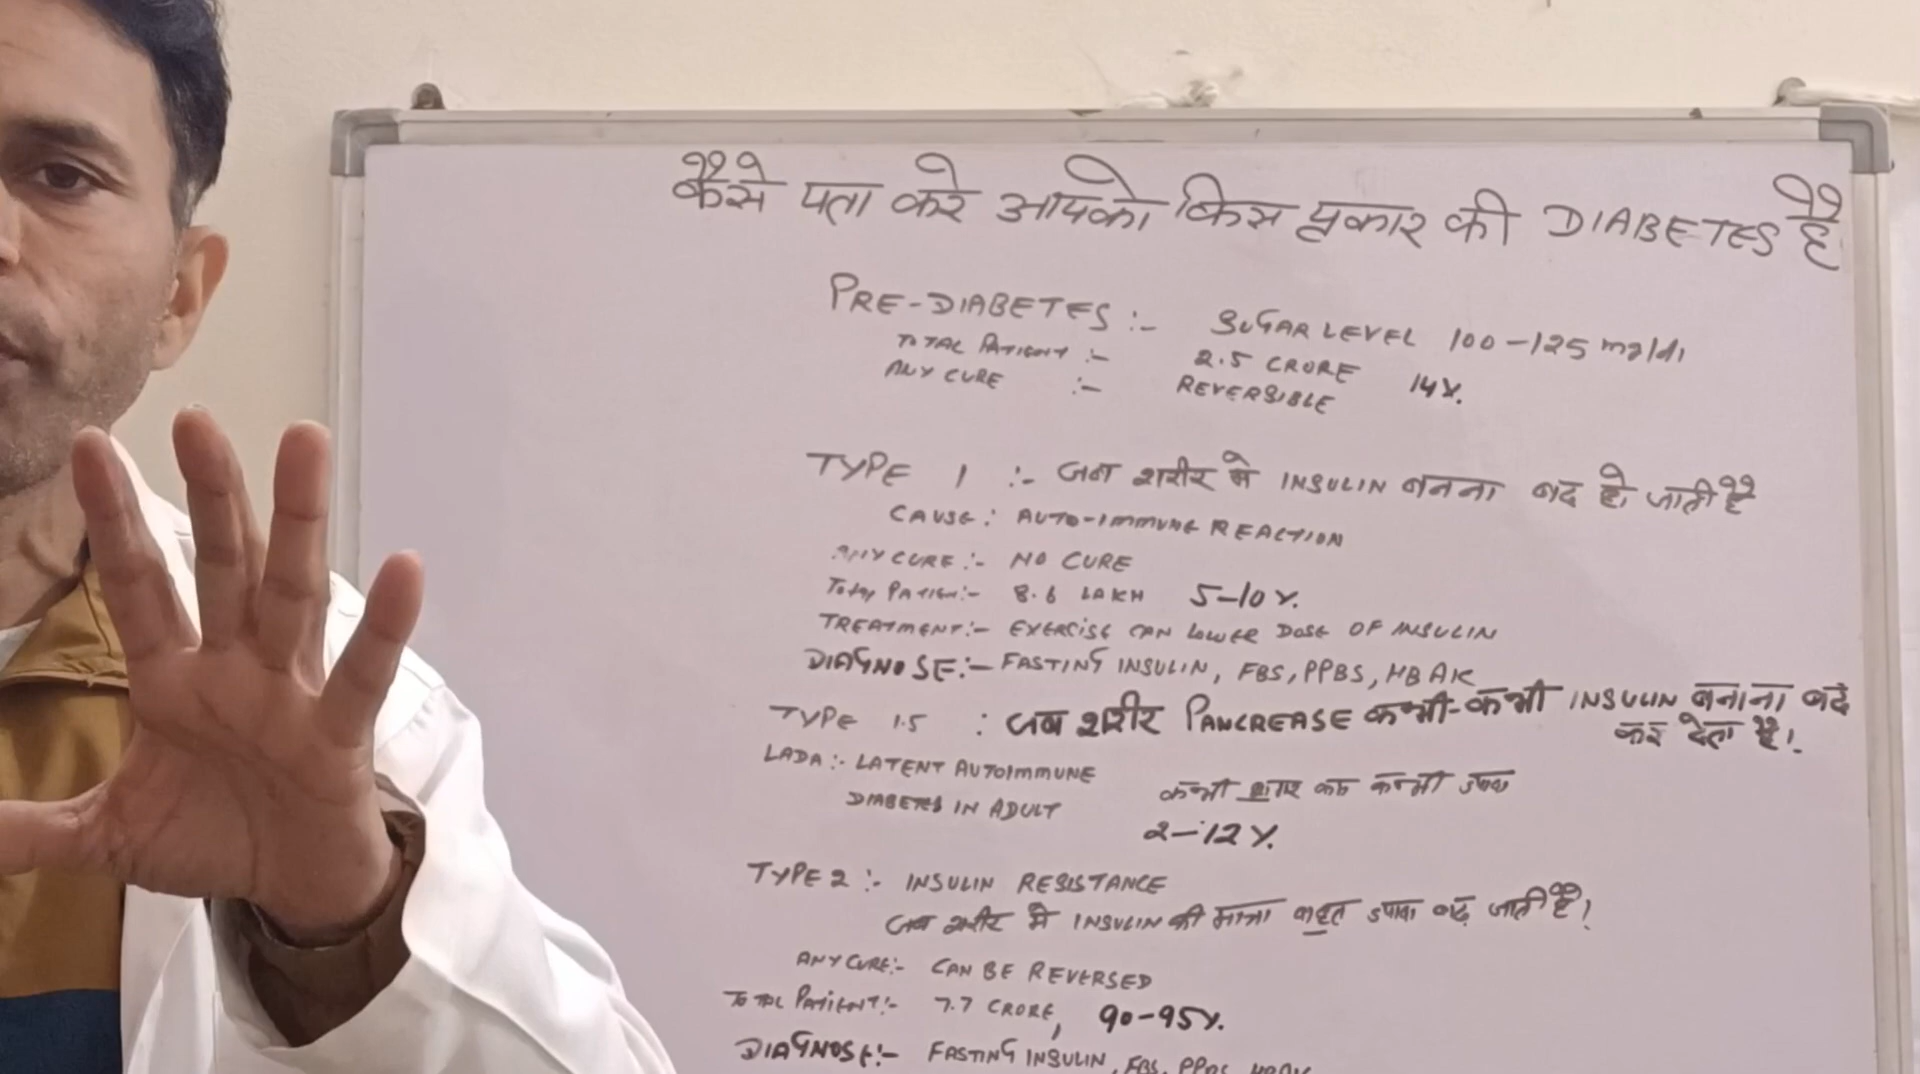 कैसे पता करे आपको किस प्रकार की DIABETES है
PRE-DIABETES :- SUGAR LEVEL 100-125 mg/dl
TOTAL PATIENT :- 2.5 CRORE 14%.
ANY CURE :- REVERSIBLE
TYPE 1 :- जब शरीर मे INSULIN बनना बंद हो जाती है
CAUSE: AUTO-IMMUNE REACTION
ANY CURE :- NO CURE
Total PATIENT:- 8.6 LAKH 5-10%.
TREATMENT:- EXERCISE CAN LOWER DOSE OF INSULIN
DIAGNOSE:- FASTING INSULIN, FBS, PPBS, HBAIC
TYPE 1.5 : जब शरीर PANCREASE कभी-कभी INSULIN बनाना बंद
कर देता है।
LADA:- LATENT AUTOIMMUNE
DIABETES IN ADULT
कभी कम कभी ज्यादा
2-12%.
TYPE 2 :- INSULIN RESISTANCE
जब शरीर मे INSULIN की मात्रा बहुत ज्यादा बढ़ जाती है।
ANY CURE:- CAN BE REVERSED
TOTAL PATIENT:- 7.7 CRORE, 90-95%.
DIAGNOSE:- FASTING INSULIN, FBS, PPBS,